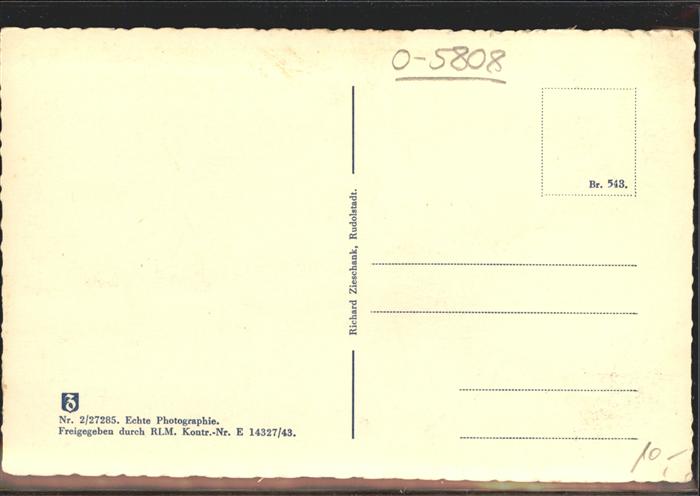 O-5808
Br. 543.
Richard Zieschank, Rudolstadt.
Nr. 2/27285. Echte Photographie.
Freigegeben durch RLM. Kontr.-Nr. E 14327/43.
10,-